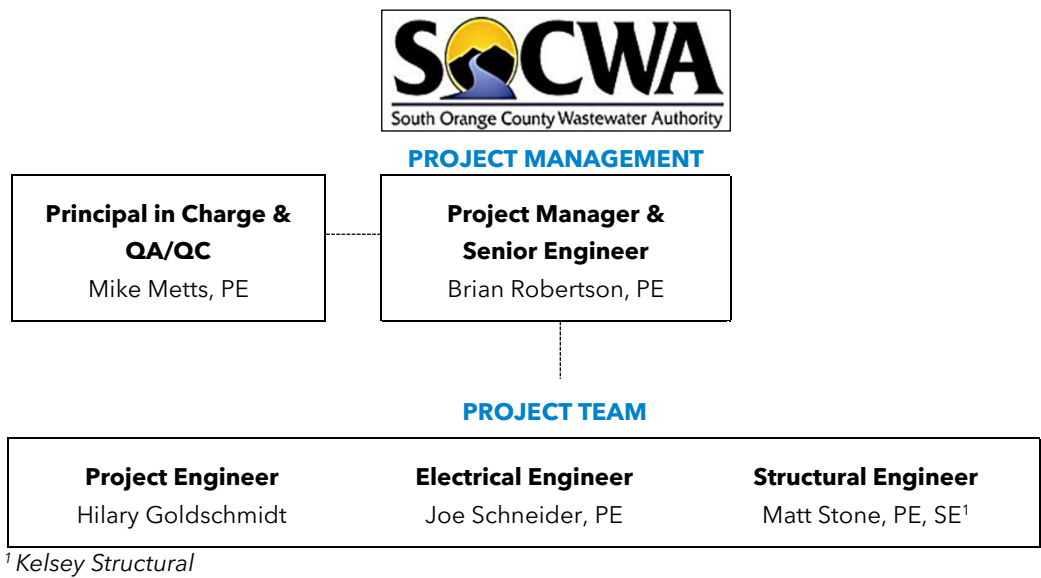 SOCWA
South Orange County Wastewater Authority
PROJECT MANAGEMENT
Principal in Charge &
QA/QC
Mike Metts, PE
Project Manager &
Senior Engineer
Brian Robertson, PE
PROJECT TEAM
Project Engineer
Hilary Goldschmidt
Electrical Engineer
Joe Schneider, PE
Structural Engineer
Matt Stone, PE, SE¹
¹ Kelsey Structural